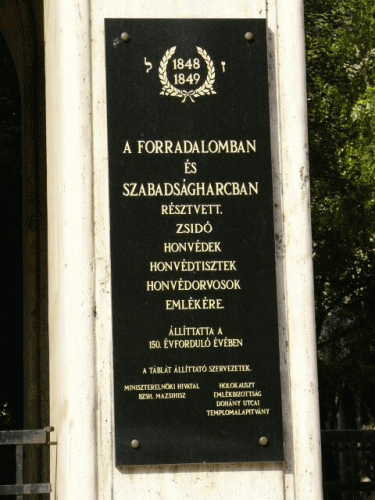 ל 1848 ז
1849
A FORRADALOMBAN
ÉS
SZABADSÁGHARCBAN
RÉSZTVETT,
ZSIDÓ
HONVÉDEK
HONVÉDTISZTEK
HONVÉDORVOSOK
EMLÉKÉRE.
ÁLLÍTTATTA A
150. ÉVFORDULÓ ÉVÉBEN
A TÁBLÁT ÁLLÍTTATÓ SZERVEZETEK.
MINISZTERELNÖKI HIVATAL
BZSH, MAZSIHISZ
HOLOKAUSZT
EMLÉKBIZOTTSÁG
DOHÁNY UTCAI
TEMPLOMALAPITVÁNY